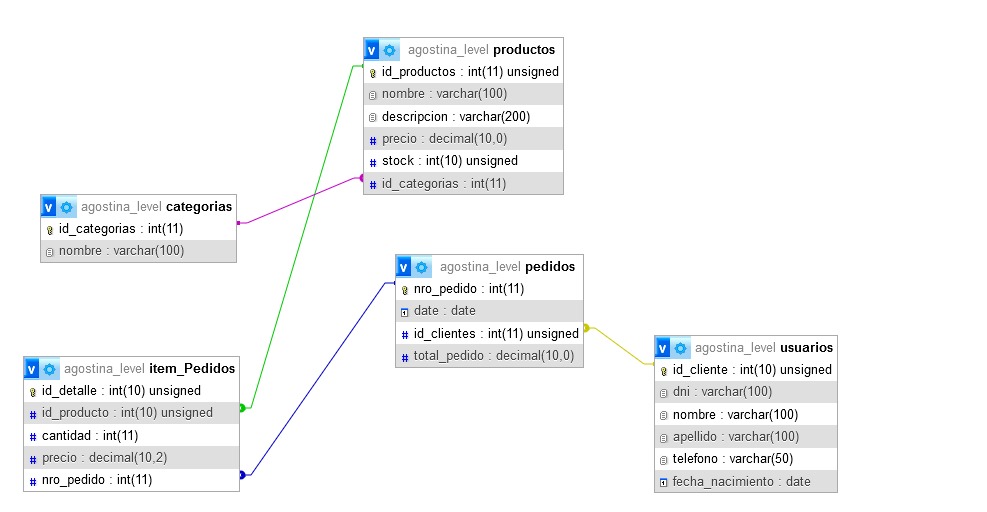 agostina_level productos
id_productos : int(11) unsigned
nombre : varchar(100)
descripcion : varchar(200)
precio : decimal(10,0)
stock : int(10) unsigned
id_categorias : int(11)
agostina_level categorias
id_categorias : int(11)
nombre : varchar(100)
agostina_level pedidos
nro_pedido : int(11)
date : date
id_clientes : int(11) unsigned
total_pedido : decimal(10,0)
agostina_level usuarios
id_cliente : int(10) unsigned
dni : varchar(100)
nombre : varchar(100)
apellido : varchar(100)
telefono : varchar(50)
fecha_nacimiento : date
agostina_level item_Pedidos
id_detalle : int(10) unsigned
id_producto : int(10) unsigned
cantidad : int(11)
precio : decimal(10,2)
nro_pedido : int(11)